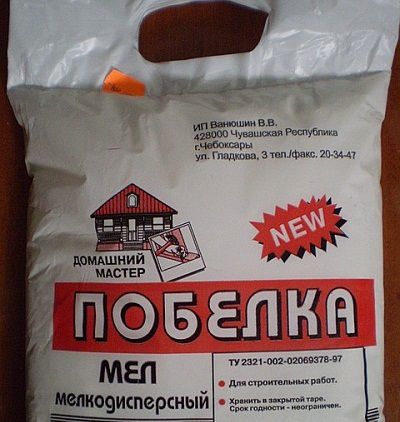 ИП Ванюшин В.В.
428000 Чувашская Республика
г.Чебоксары
ул. Гладкова, 3 тел./факс. 20-34-47
NEW
ДОМАШНИЙ
МАСТЕР
ПОБЕЛКА
МЕЛ
мелкодисперсный
ТУ 2321-002-02069378-97
• Для строительных работ.
• Хранить в закрытой таре.
Срок годности - неограничен.